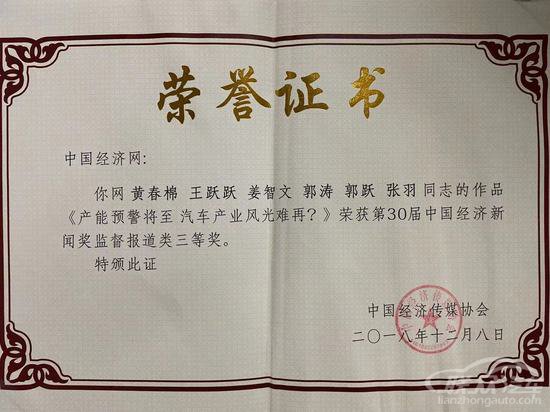 荣誉证书
中国经济网:
你网 黄春棉 王跃跃 姜智文 郭涛 郭跃 张羽 同志的作品
《产能预警将至 汽车产业风光难再?》荣获第30届中国经济新
闻奖监督报道类三等奖。
特颁此证
中国经济传媒协会
二〇一八年十二月八日
联众汽车
lianzhongauto.com